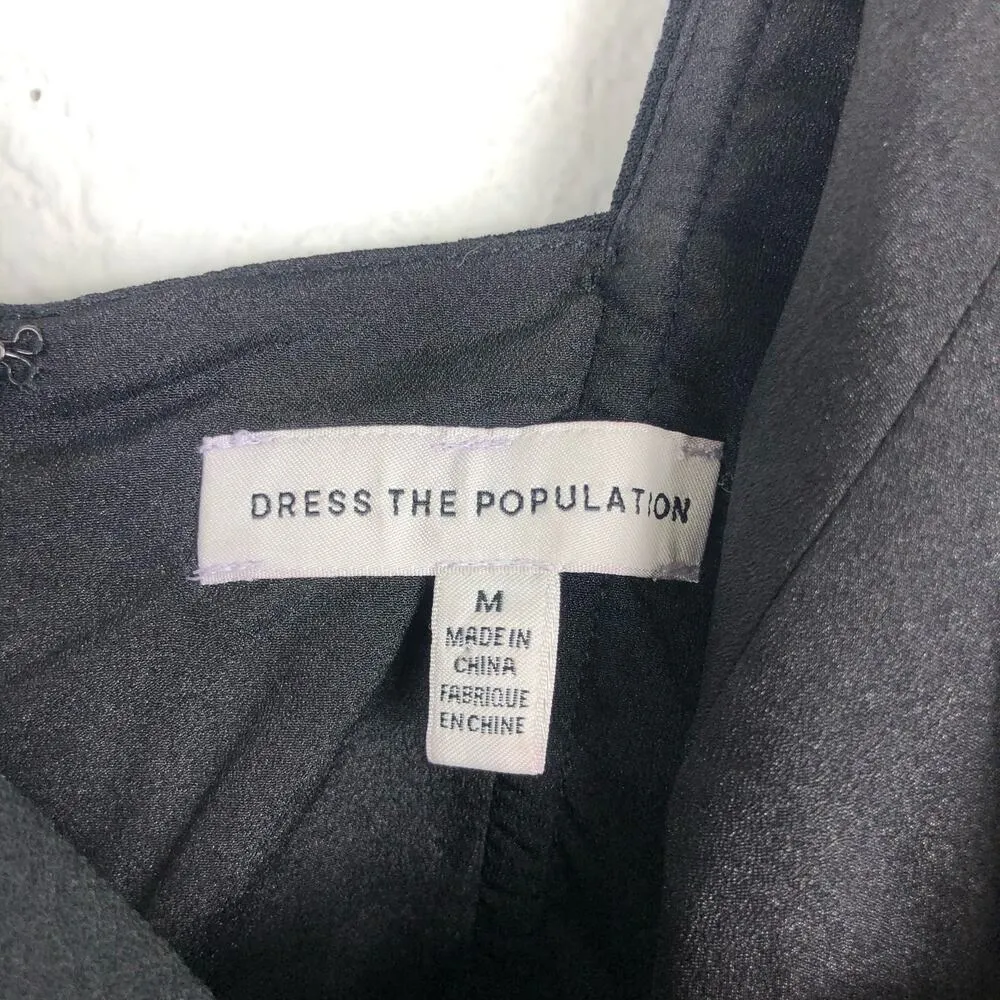 DRESS THE POPULATION
M
MADE IN
CHINA
FABRIQUE
EN CHINE